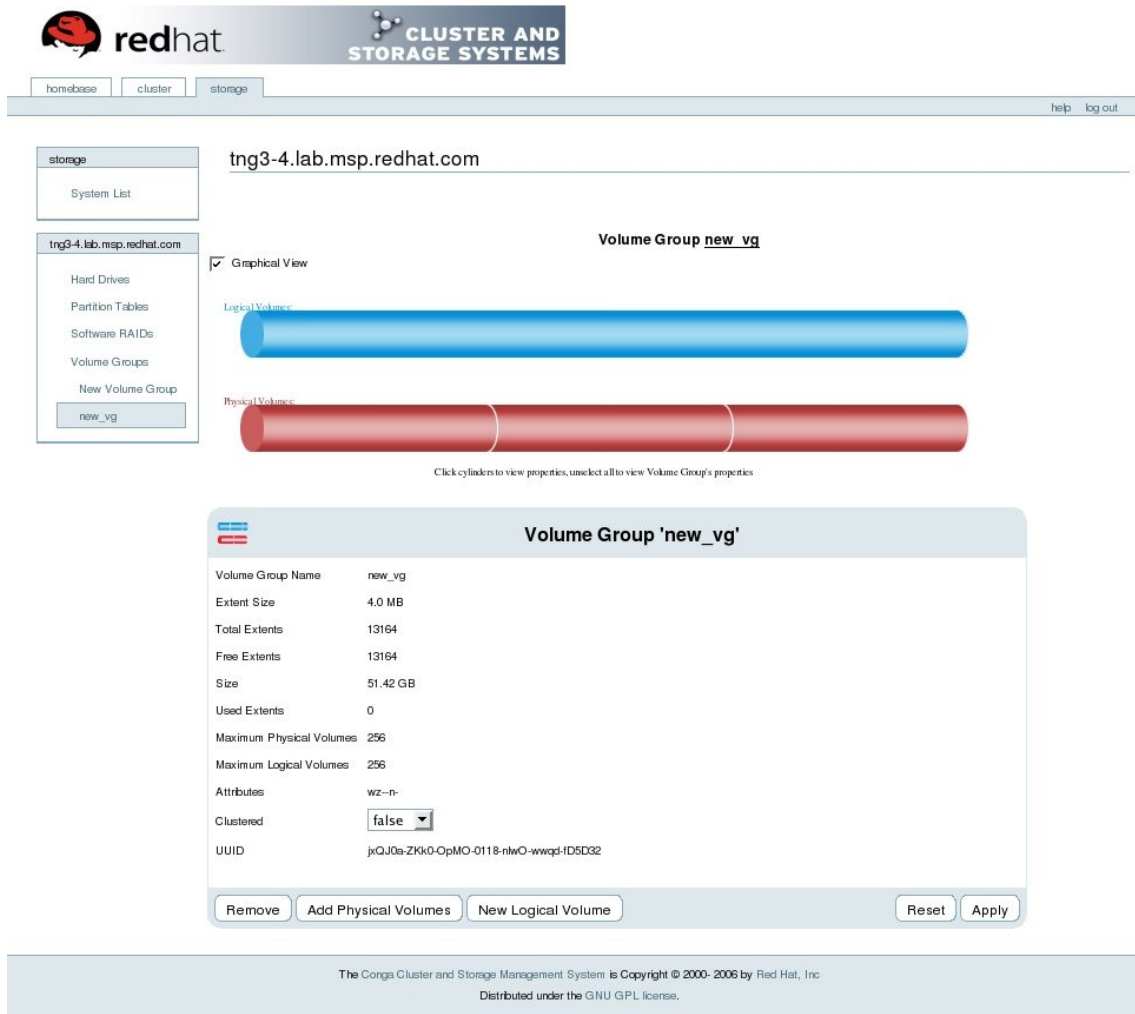 redhat.
CLUSTER AND
STORAGE SYSTEMS
homebase cluster storage
help log out
storage
System List
tng3-4.lab.msp.redhat.com
Hard Drives
Partition Tables
Software RAIDs
Volume Groups
New Volume Group
new_vg
tng3-4.lab.msp.redhat.com
Volume Group new_vg
Graphical View
Logical Volumes:
Physical Volumes:
Click cylinders to view properties, unselect all to view Volume Group's properties
Volume Group 'new_vg'
Volume Group Name new_vg
Extent Size 4.0 MB
Total Extents 13164
Free Extents 13164
Size 51.42 GB
Used Extents 0
Maximum Physical Volumes 256
Maximum Logical Volumes 256
Attributes wz--n-
Clustered false
UUID jxQJ0a-ZKk0-OpMO-0118-nlwO-wwqd-fD5D32
Remove Add Physical Volumes New Logical Volume Reset Apply
The Conga Cluster and Storage Management System is Copyright © 2000- 2006 by Red Hat, Inc
Distributed under the GNU GPL license.